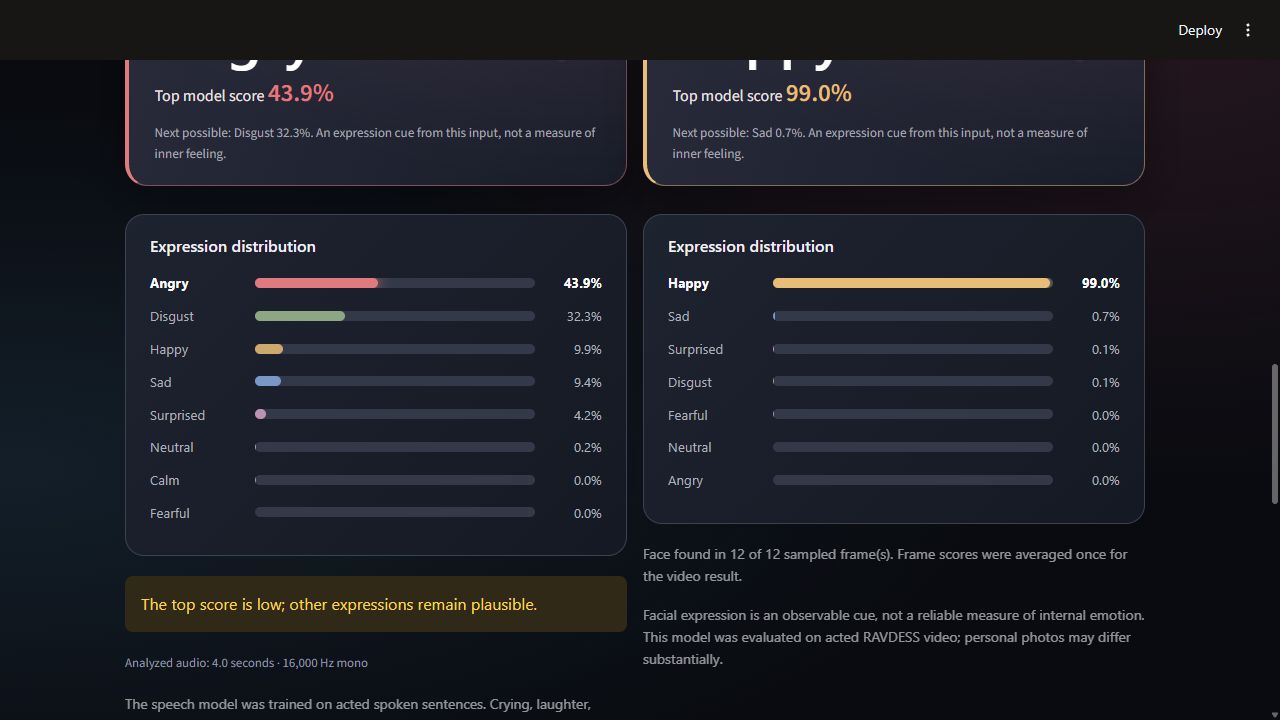 Deploy
Top model score 43.9%
Next possible: Disgust 32.3%. An expression cue from this input, not a measure of
inner feeling.
Top model score 99.0%
Next possible: Sad 0.7%. An expression cue from this input, not a measure of
inner feeling.
Expression distribution
Angry 43.9%
Disgust 32.3%
Happy 9.9%
Sad 9.4%
Surprised 4.2%
Neutral 0.2%
Calm 0.0%
Fearful 0.0%
The top score is low; other expressions remain plausible.
Analyzed audio: 4.0 seconds · 16,000 Hz mono
The speech model was trained on acted spoken sentences. Crying, laughter,
Expression distribution
Happy 99.0%
Sad 0.7%
Surprised 0.1%
Disgust 0.1%
Fearful 0.0%
Neutral 0.0%
Angry 0.0%
Face found in 12 of 12 sampled frame(s). Frame scores were averaged once for
the video result.
Facial expression is an observable cue, not a reliable measure of internal emotion.
This model was evaluated on acted RAVDESS video; personal photos may differ
substantially.